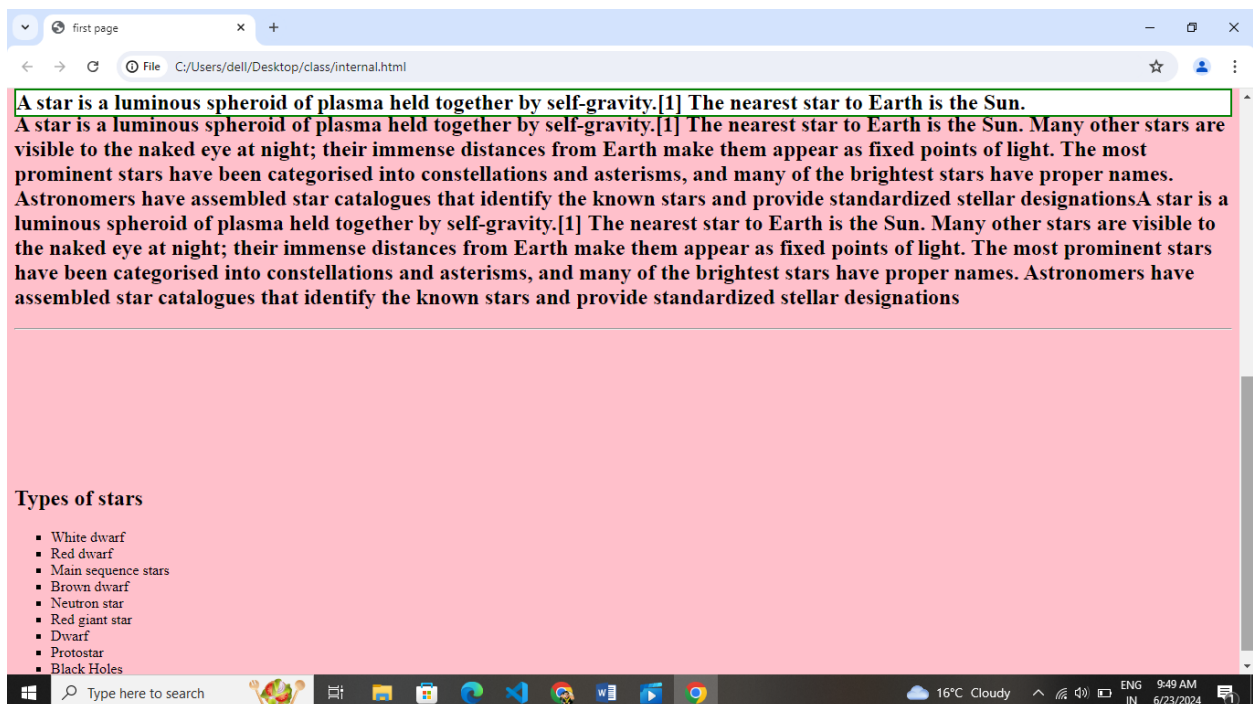 first page
File C:/Users/dell/Desktop/class/internal.html
A star is a luminous spheroid of plasma held together by self-gravity.[1] The nearest star to Earth is the Sun.
A star is a luminous spheroid of plasma held together by self-gravity.[1] The nearest star to Earth is the Sun. Many other stars are
visible to the naked eye at night; their immense distances from Earth make them appear as fixed points of light. The most
prominent stars have been categorised into constellations and asterisms, and many of the brightest stars have proper names.
Astronomers have assembled star catalogues that identify the known stars and provide standardized stellar designationsA star is a
luminous spheroid of plasma held together by self-gravity.[1] The nearest star to Earth is the Sun. Many other stars are visible to
the naked eye at night; their immense distances from Earth make them appear as fixed points of light. The most prominent stars
have been categorised into constellations and asterisms, and many of the brightest stars have proper names. Astronomers have
assembled star catalogues that identify the known stars and provide standardized stellar designations
Types of stars
White dwarf
Red dwarf
Main sequence stars
Brown dwarf
Neutron star
Red giant star
Dwarf
Protostar
Black Holes
Type here to search
16°C Cloudy
ENG
IN
9:49 AM
6/23/2024